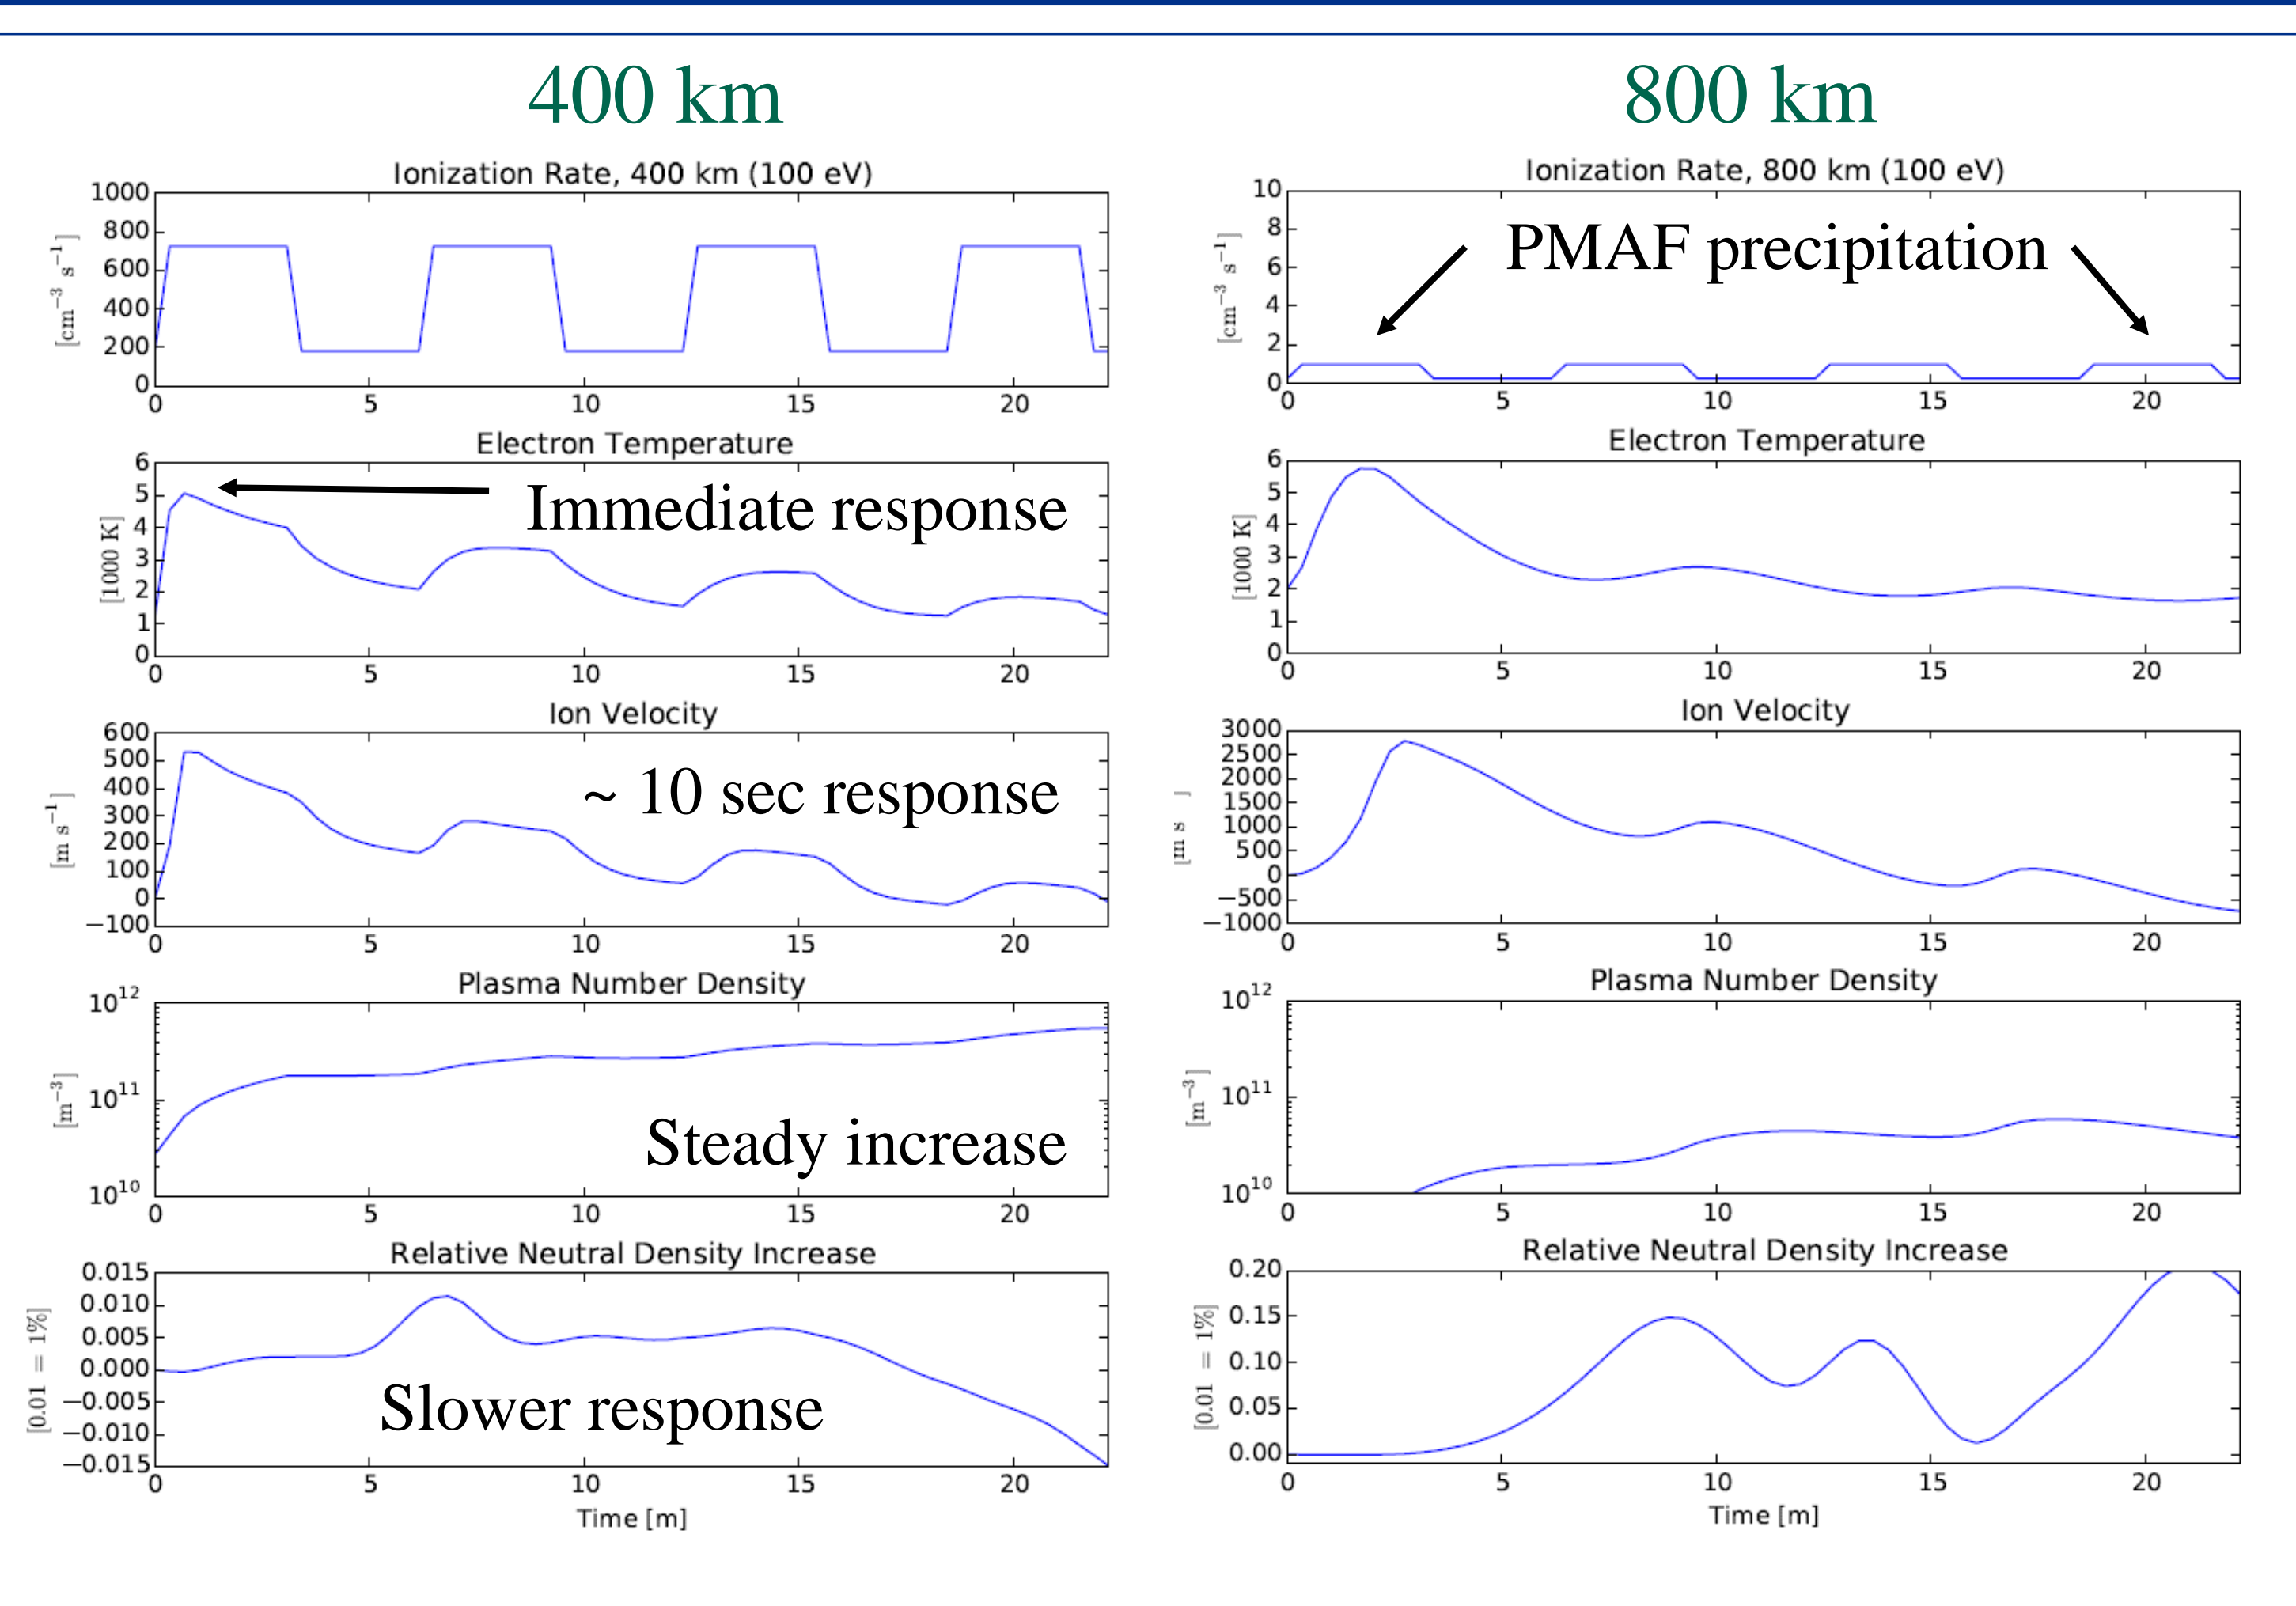 400 km
Ionization Rate, 400 km (100 eV)
[cm⁻³ s⁻¹]
1000
800
600
400
200
0
0 5 10 15 20
Electron Temperature
Immediate response
[1000 K]
6
5
4
3
2
1
0
0 5 10 15 20
Ion Velocity
~ 10 sec response
[m s⁻¹]
600
500
400
300
200
100
0
−100
0 5 10 15 20
Plasma Number Density
Steady increase
[m⁻³]
10¹²
10¹¹
10¹⁰
0 5 10 15 20
Relative Neutral Density Increase
Slower response
[0.01 = 1%]
0.015
0.010
0.005
0.000
−0.005
−0.010
−0.015
0 5 10 15 20
Time [m]
800 km
Ionization Rate, 800 km (100 eV)
PMAF precipitation
[cm⁻³ s⁻¹]
10
8
6
4
2
0
0 5 10 15 20
Electron Temperature
[1000 K]
6
5
4
3
2
1
0
0 5 10 15 20
Ion Velocity
[m s ]
3000
2500
2000
1500
1000
500
0
−500
−1000
0 5 10 15 20
Plasma Number Density
[m⁻³]
10¹²
10¹¹
10¹⁰
0 5 10 15 20
Relative Neutral Density Increase
[0.01 = 1%]
0.20
0.15
0.10
0.05
0.00
0 5 10 15 20
Time [m]